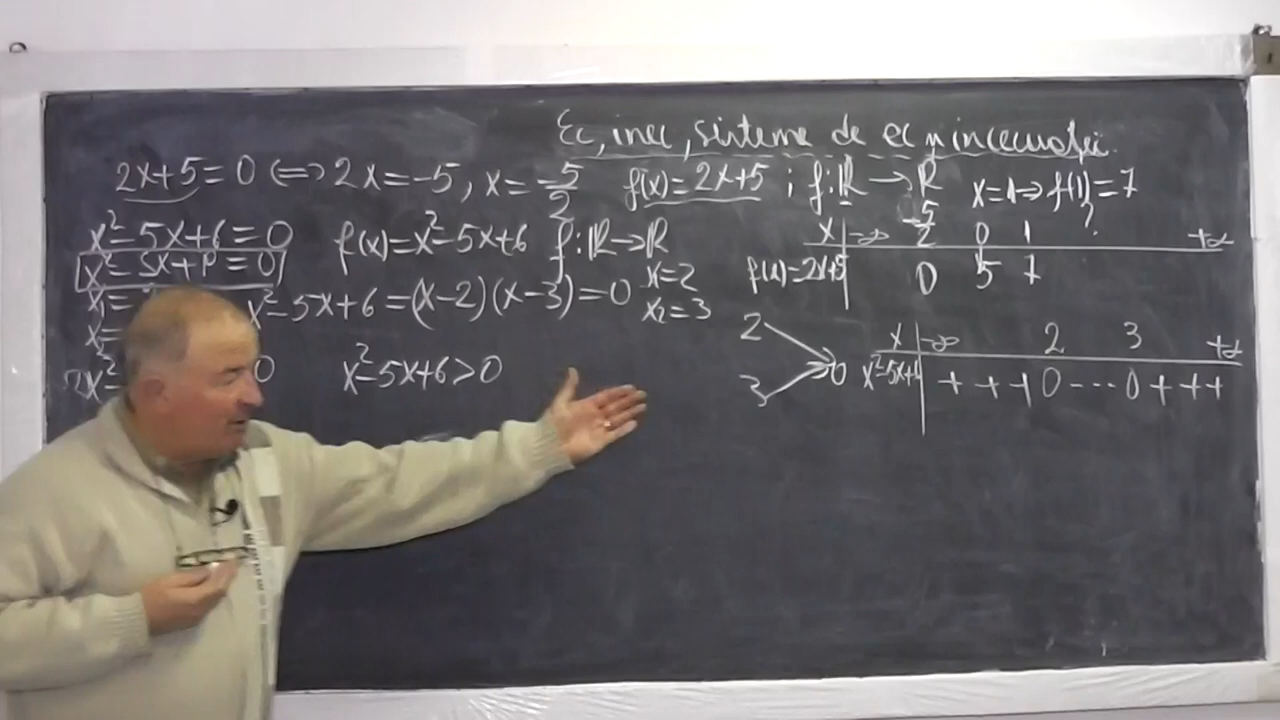 Ec, inec, sisteme de ec și inecuații.
2x+5=0 ⟺ 2x=-5, x=-5/2 f(x)=2x+5 ; f:ℝ→ℝ x=1⇒f(1)=7
x²-5x+6=0 f(x)=x²-5x+6 f:ℝ→ℝ
x²-Sx+P=0
x²-5x+6=(x-2)(x-3)=0 x=2
x₂=3
x²-5x+6>0
x -∞ -5/2 0 1 ? +∞
f(x)=2x+5 0 5 7
2
3 0
x -∞ 2 3 +∞
x²-5x+6 + + + 0 - - - 0 + + +